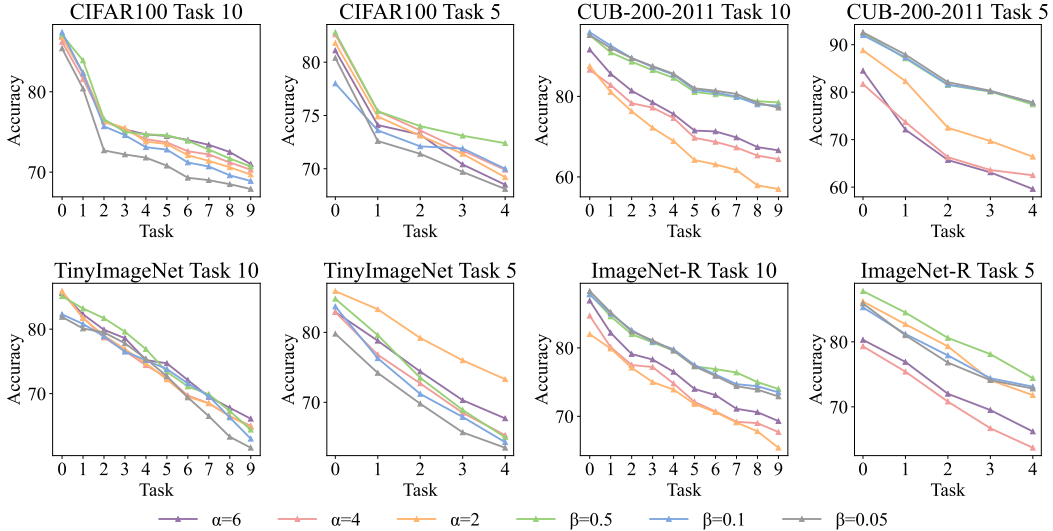 CIFAR100 Task 10
CIFAR100 Task 5
CUB-200-2011 Task 10
CUB-200-2011 Task 5
Accuracy
80
70
0 1 2 3 4 5 6 7 8 9
Task
Accuracy
80
75
70
0 1 2 3 4
Task
Accuracy
80
60
0 1 2 3 4 5 6 7 8 9
Task
Accuracy
90
80
70
60
0 1 2 3 4
Task
TinyImageNet Task 10
TinyImageNet Task 5
ImageNet-R Task 10
ImageNet-R Task 5
Accuracy
80
70
0 1 2 3 4 5 6 7 8 9
Task
Accuracy
80
70
0 1 2 3 4
Task
Accuracy
80
70
0 1 2 3 4 5 6 7 8 9
Task
Accuracy
80
70
0 1 2 3 4
Task
α=6 α=4 α=2 β=0.5 β=0.1 β=0.05